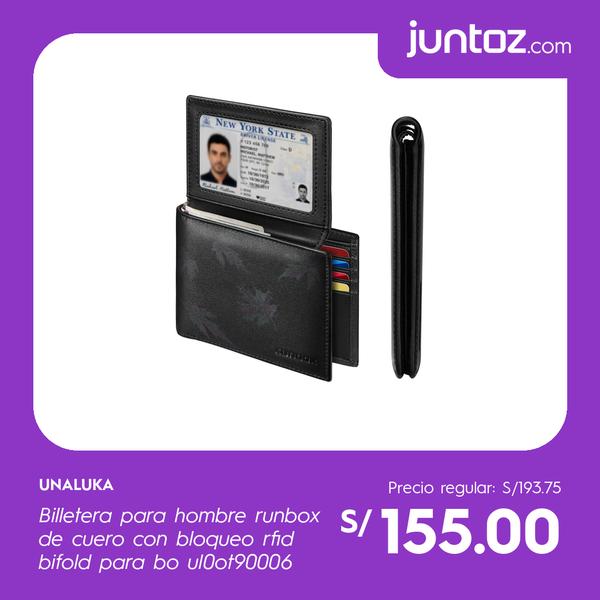 juntoz.com
NEW YORK STATE
UNALUKA
Billetera para hombre runbox
de cuero con bloqueo rfid
bifold para bo ul0ot90006
Precio regular: S/193.75
S/155.00